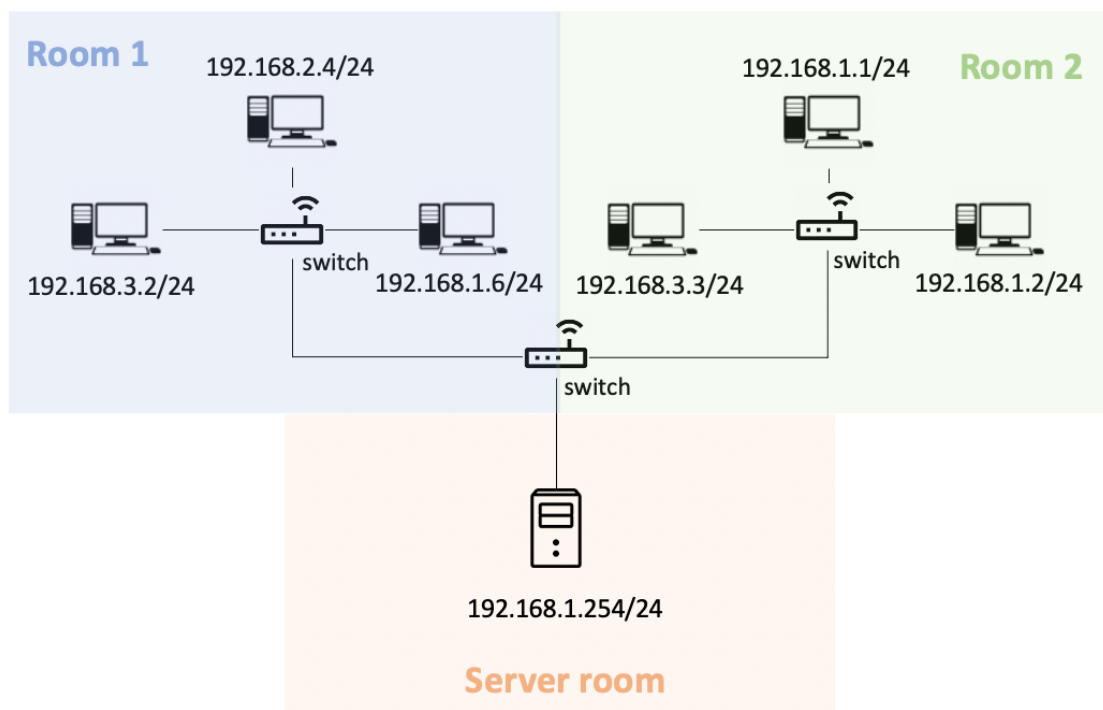 Room 1
192.168.2.4/24
192.168.1.1/24
Room 2
switch
switch
192.168.3.2/24
192.168.1.6/24
192.168.3.3/24
192.168.1.2/24
switch
192.168.1.254/24
Server room